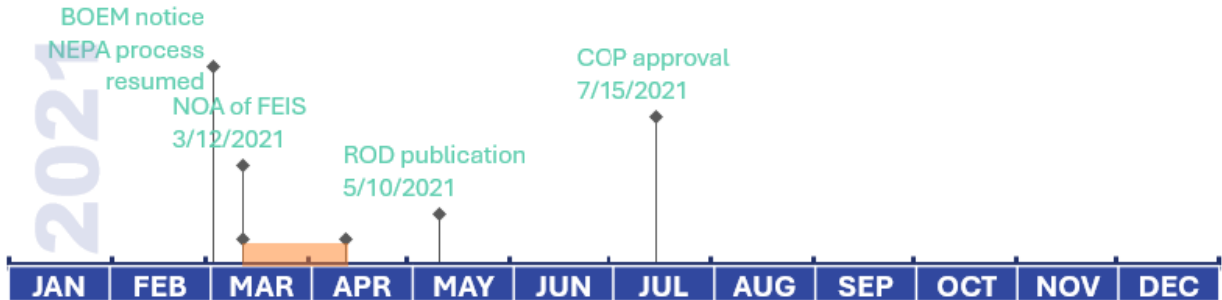 BOEM notice
NEPA process
resumed
2021
NOA of FEIS
3/12/2021
COP approval
7/15/2021
ROD publication
5/10/2021
JAN FEB MAR APR MAY JUN JUL AUG SEP OCT NOV DEC